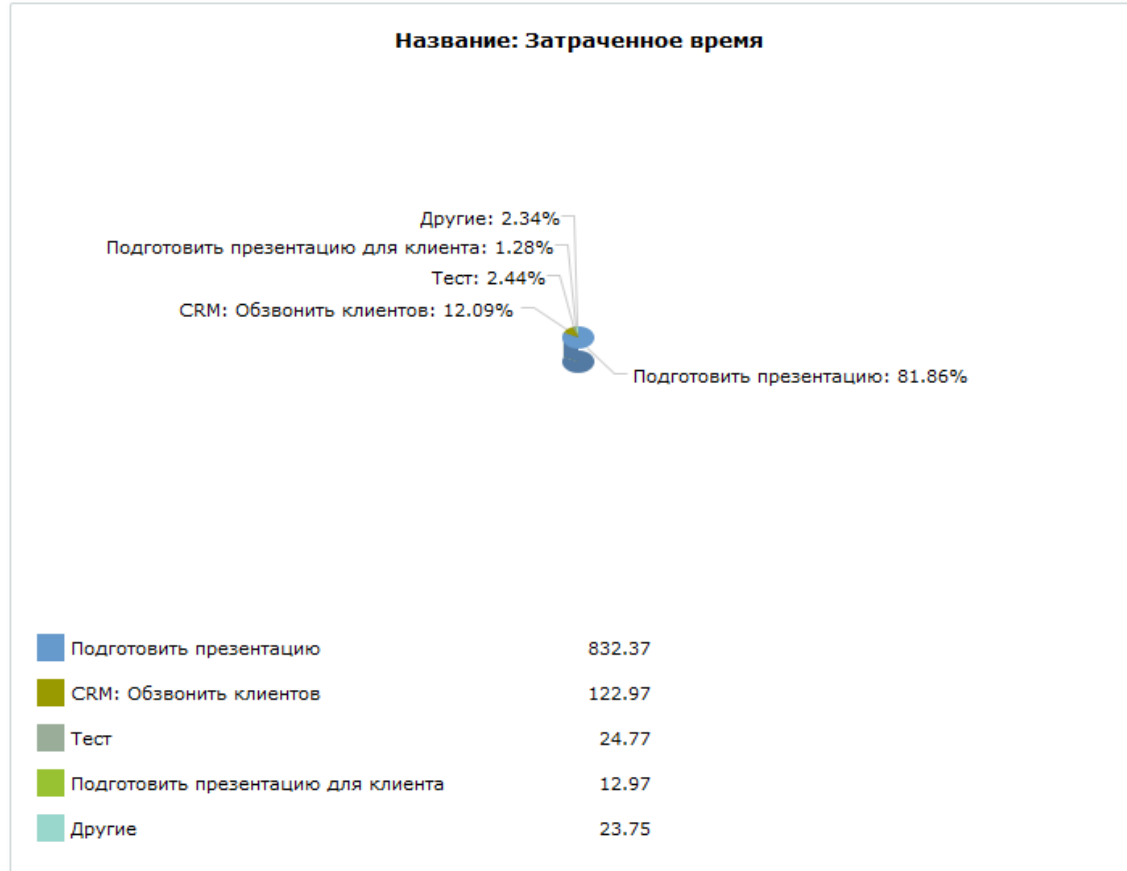 Название: Затраченное время
Другие: 2.34%
Подготовить презентацию для клиента: 1.28%
Тест: 2.44%
CRM: Обзвонить клиентов: 12.09%
Подготовить презентацию: 81.86%
Подготовить презентацию 832.37
CRM: Обзвонить клиентов 122.97
Тест 24.77
Подготовить презентацию для клиента 12.97
Другие 23.75